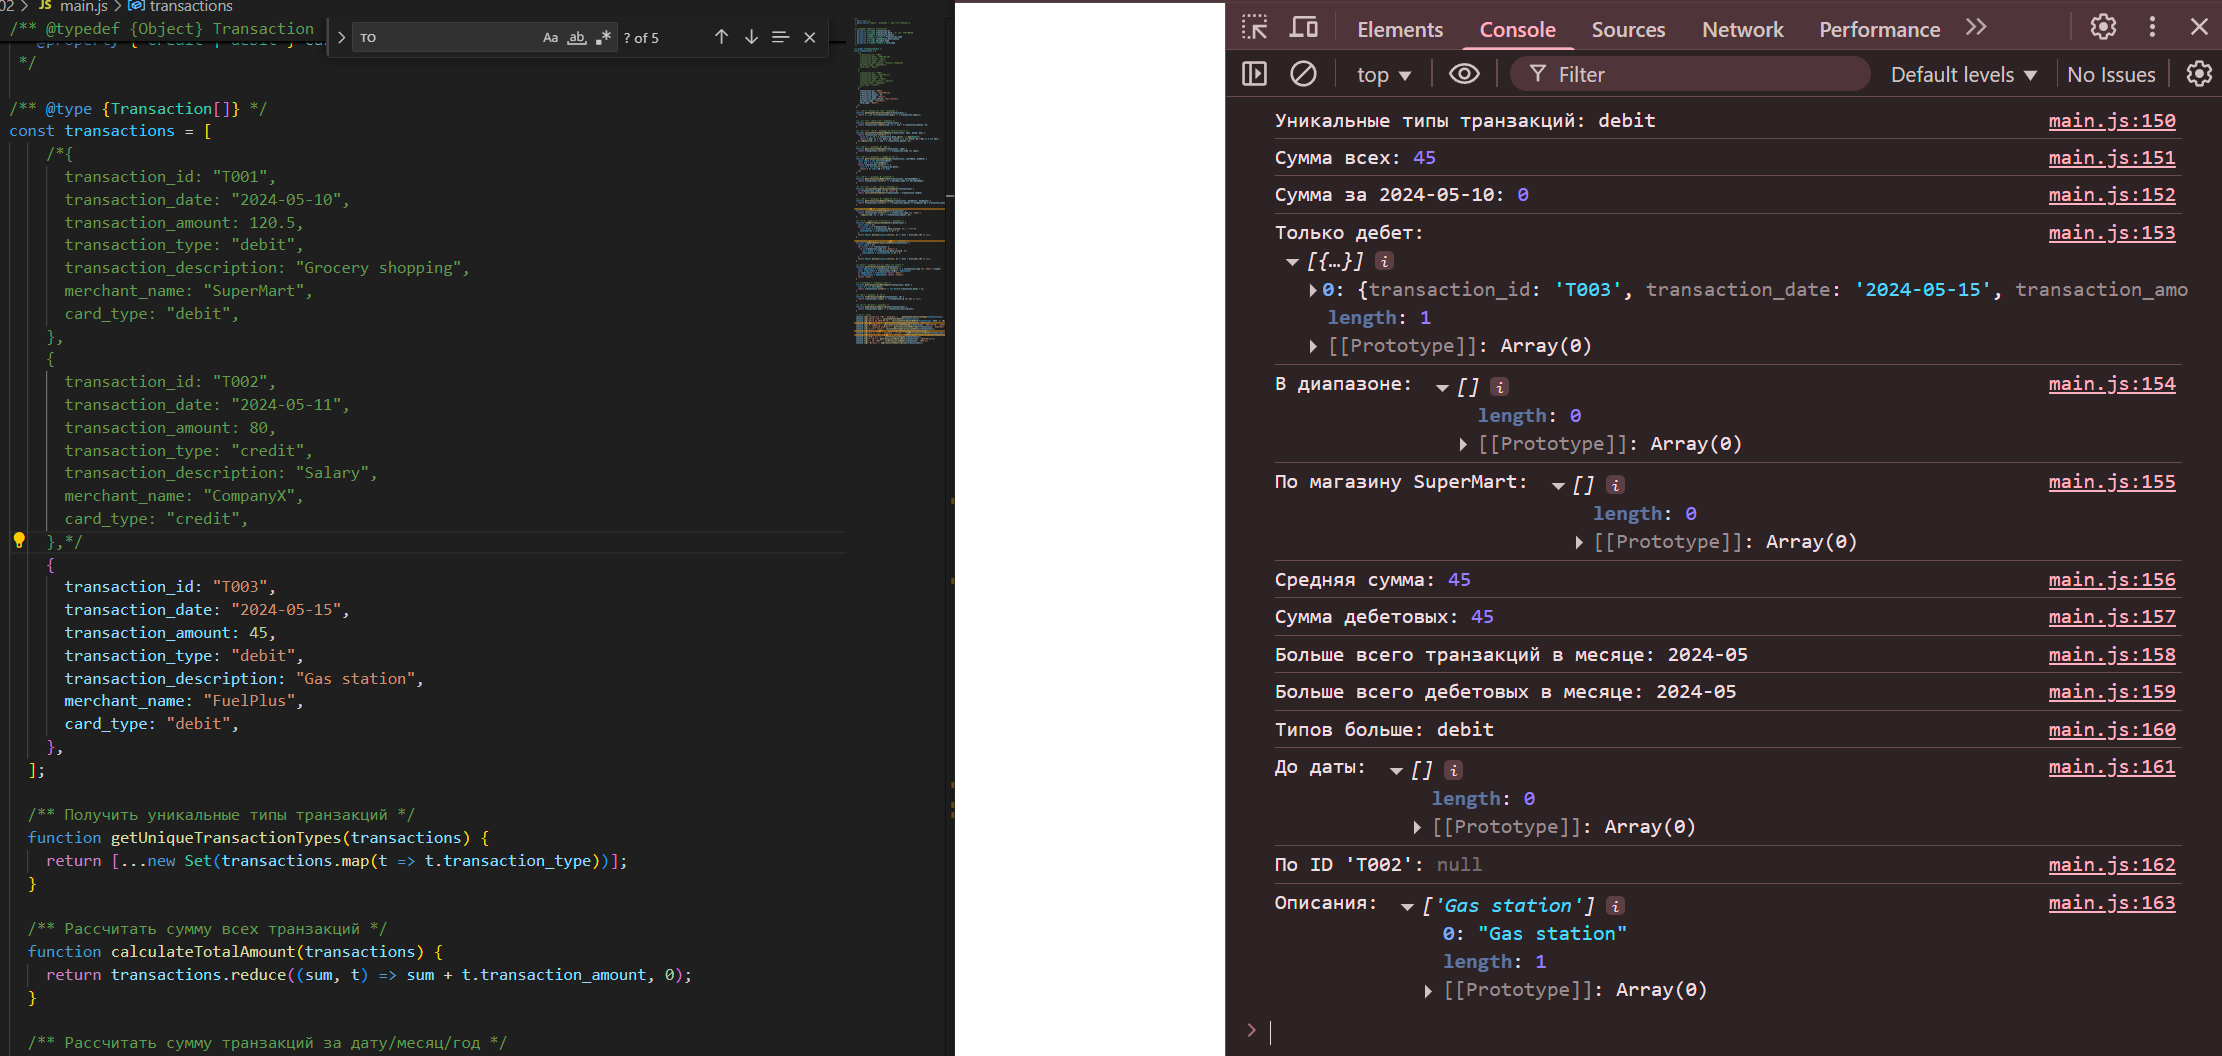 02 > JS main.js > transactions
/** @typedef {Object} Transaction
TO
Aa ab .* ? of 5
*/
/** @type {Transaction[]} */
const transactions = [
/*{
transaction_id: "T001",
transaction_date: "2024-05-10",
transaction_amount: 120.5,
transaction_type: "debit",
transaction_description: "Grocery shopping",
merchant_name: "SuperMart",
card_type: "debit",
},
{
transaction_id: "T002",
transaction_date: "2024-05-11",
transaction_amount: 80,
transaction_type: "credit",
transaction_description: "Salary",
merchant_name: "CompanyX",
card_type: "credit",
},*/
{
transaction_id: "T003",
transaction_date: "2024-05-15",
transaction_amount: 45,
transaction_type: "debit",
transaction_description: "Gas station",
merchant_name: "FuelPlus",
card_type: "debit",
},
];
/** Получить уникальные типы транзакций */
function getUniqueTransactionTypes(transactions) {
return [...new Set(transactions.map(t => t.transaction_type))];
}
/** Рассчитать сумму всех транзакций */
function calculateTotalAmount(transactions) {
return transactions.reduce((sum, t) => sum + t.transaction_amount, 0);
}
/** Рассчитать сумму транзакций за дату/месяц/год */
Elements Console Sources Network Performance
top Filter Default levels No Issues
Уникальные типы транзакций: debit main.js:150
Сумма всех: 45 main.js:151
Сумма за 2024-05-10: 0 main.js:152
Только дебет: main.js:153
[{…}] i
0: {transaction_id: 'T003', transaction_date: '2024-05-15', transaction_amo
length: 1
[[Prototype]]: Array(0)
В диапазоне: [] i main.js:154
length: 0
[[Prototype]]: Array(0)
По магазину SuperMart: [] i main.js:155
length: 0
[[Prototype]]: Array(0)
Средняя сумма: 45 main.js:156
Сумма дебетовых: 45 main.js:157
Больше всего транзакций в месяце: 2024-05 main.js:158
Больше всего дебетовых в месяце: 2024-05 main.js:159
Типов больше: debit main.js:160
До даты: [] i main.js:161
length: 0
[[Prototype]]: Array(0)
По ID 'T002': null main.js:162
Описания: ['Gas station'] i main.js:163
0: "Gas station"
length: 1
[[Prototype]]: Array(0)